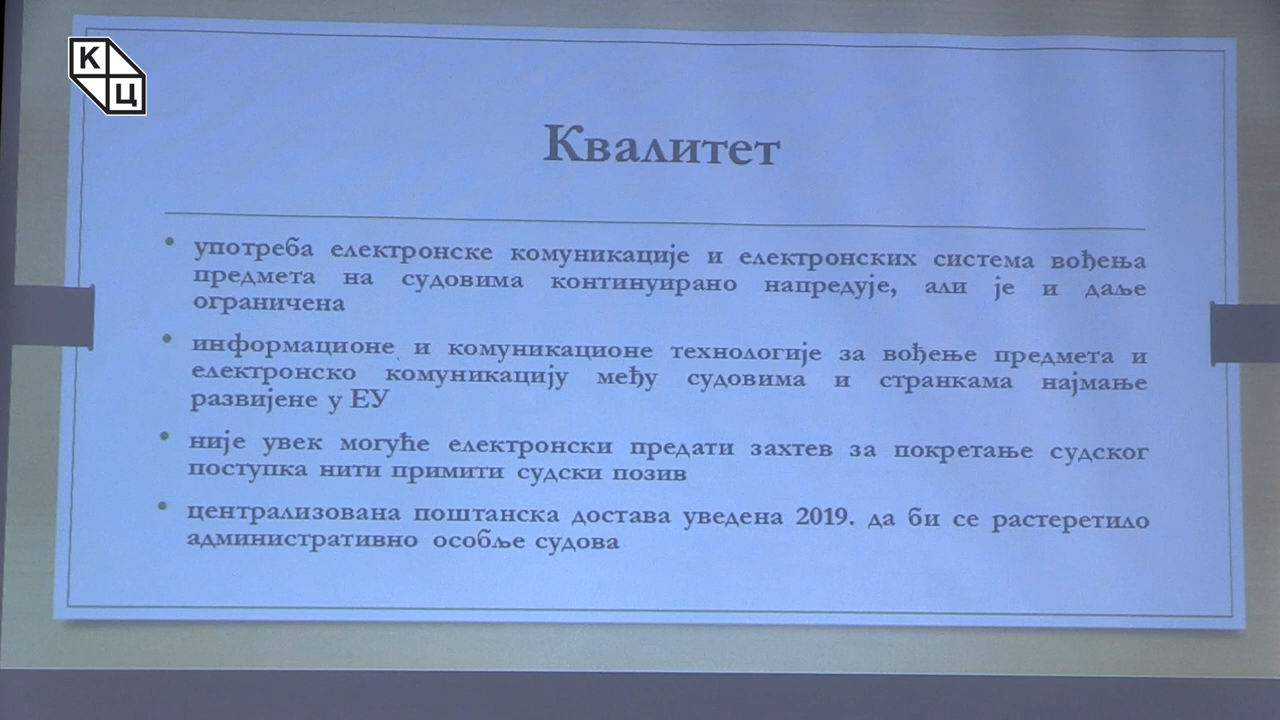 К
Ц
Квалитет
• употреба електронске комуникације и електронских система вођења
предмета на судовима континуирано напредује, али је и даље
ограничена
• информационе и комуникационе технологије за вођење предмета и
електронско комуникацију међу судовима и странкама најмање
развијене у ЕУ
• није увек могуће електронски предати захтев за покретање судског
поступка нити примити судски позив
• централизована поштанска достава уведена 2019. да би се растеретило
административно особље судова